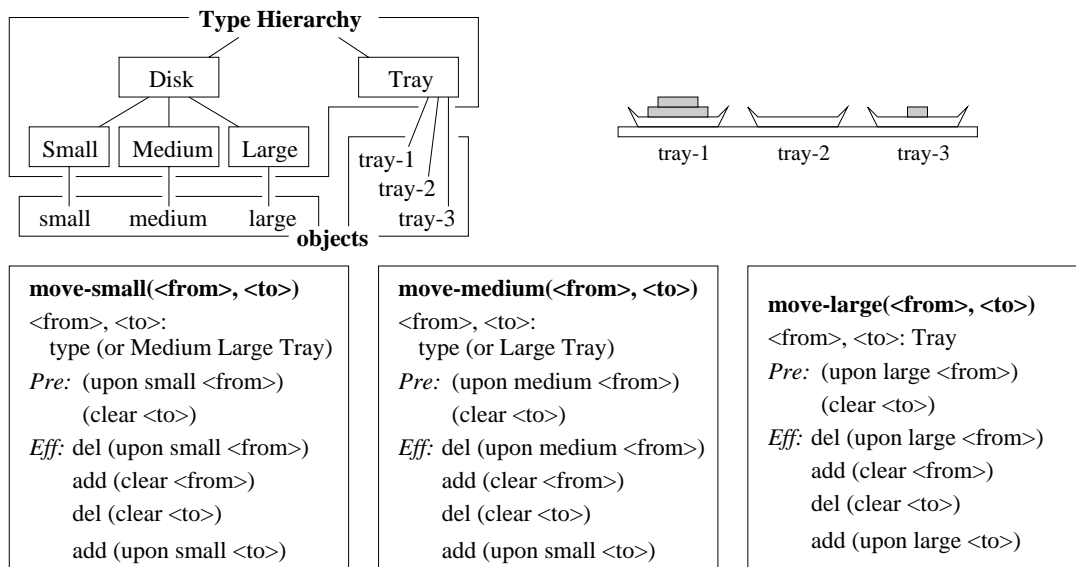 Type Hierarchy
Disk
Tray
Small
Medium
Large
tray-1
tray-2
tray-3
small
medium
large
objects
tray-1
tray-2
tray-3
move-small(<from>, <to>)
<from>, <to>:
type (or Medium Large Tray)
Pre: (upon small <from>)
(clear <to>)
Eff: del (upon small <from>)
add (clear <from>)
del (clear <to>)
add (upon small <to>)
move-medium(<from>, <to>)
<from>, <to>:
type (or Large Tray)
Pre: (upon medium <from>)
(clear <to>)
Eff: del (upon medium <from>)
add (clear <from>)
del (clear <to>)
add (upon small <to>)
move-large(<from>, <to>)
<from>, <to>: Tray
Pre: (upon large <from>)
(clear <to>)
Eff: del (upon large <from>)
add (clear <from>)
del (clear <to>)
add (upon large <to>)